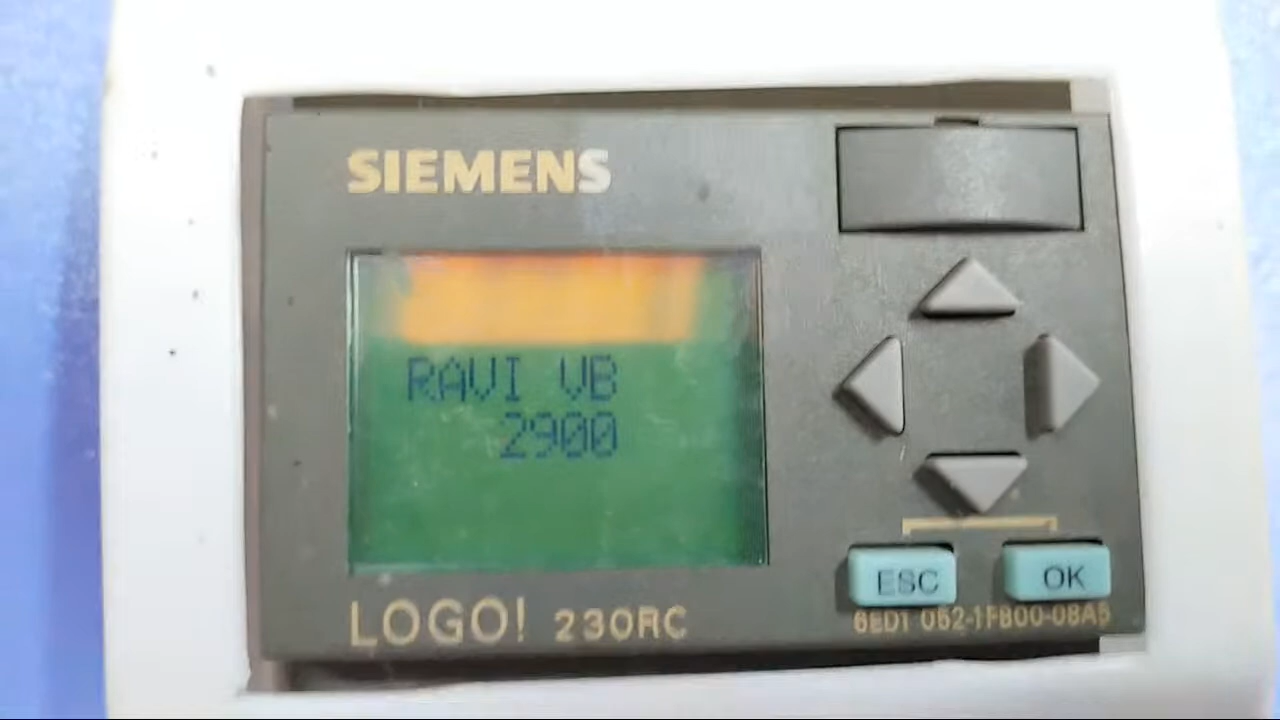 SIEMENS
RAVI VB
2900
ESC
OK
LOGO! 230RC
6ED1 052-1FB00-0BA5